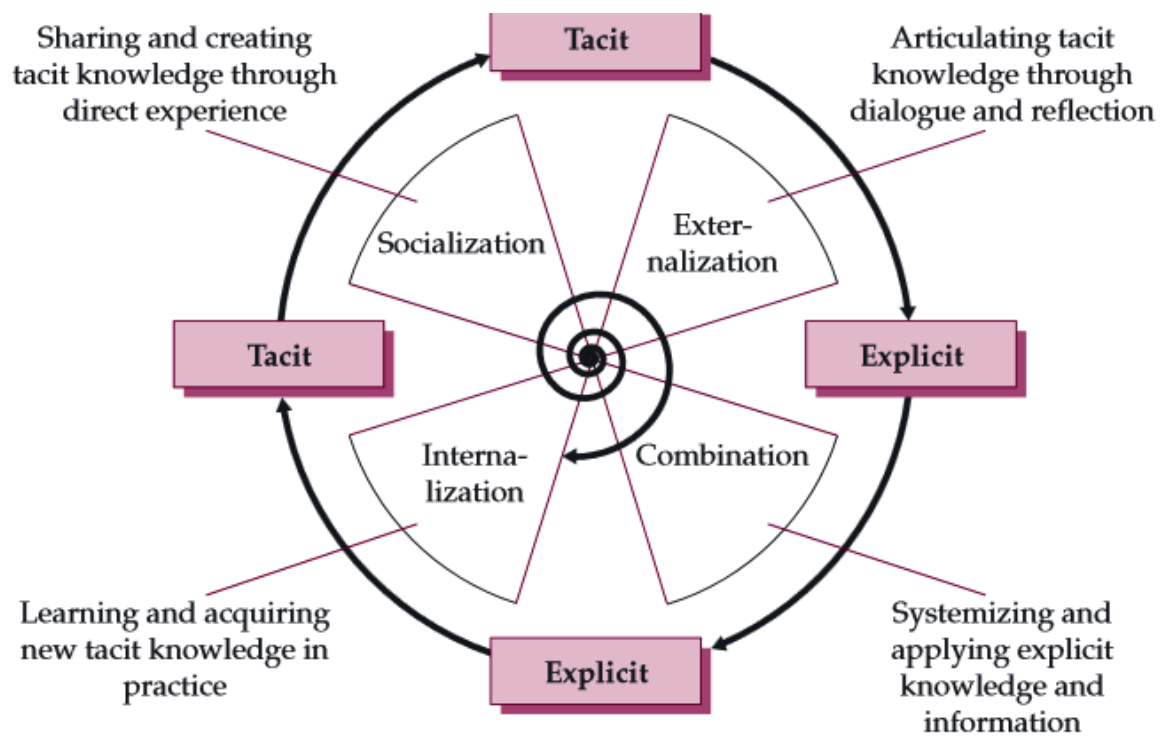 Sharing and creating
tacit knowledge through
direct experience
Tacit
Articulating tacit
knowledge through
dialogue and reflection
Socialization
Exter-
nalization
Tacit
Explicit
Interna-
lization
Combination
Learning and acquiring
new tacit knowledge in
practice
Explicit
Systemizing and
applying explicit
knowledge and
information